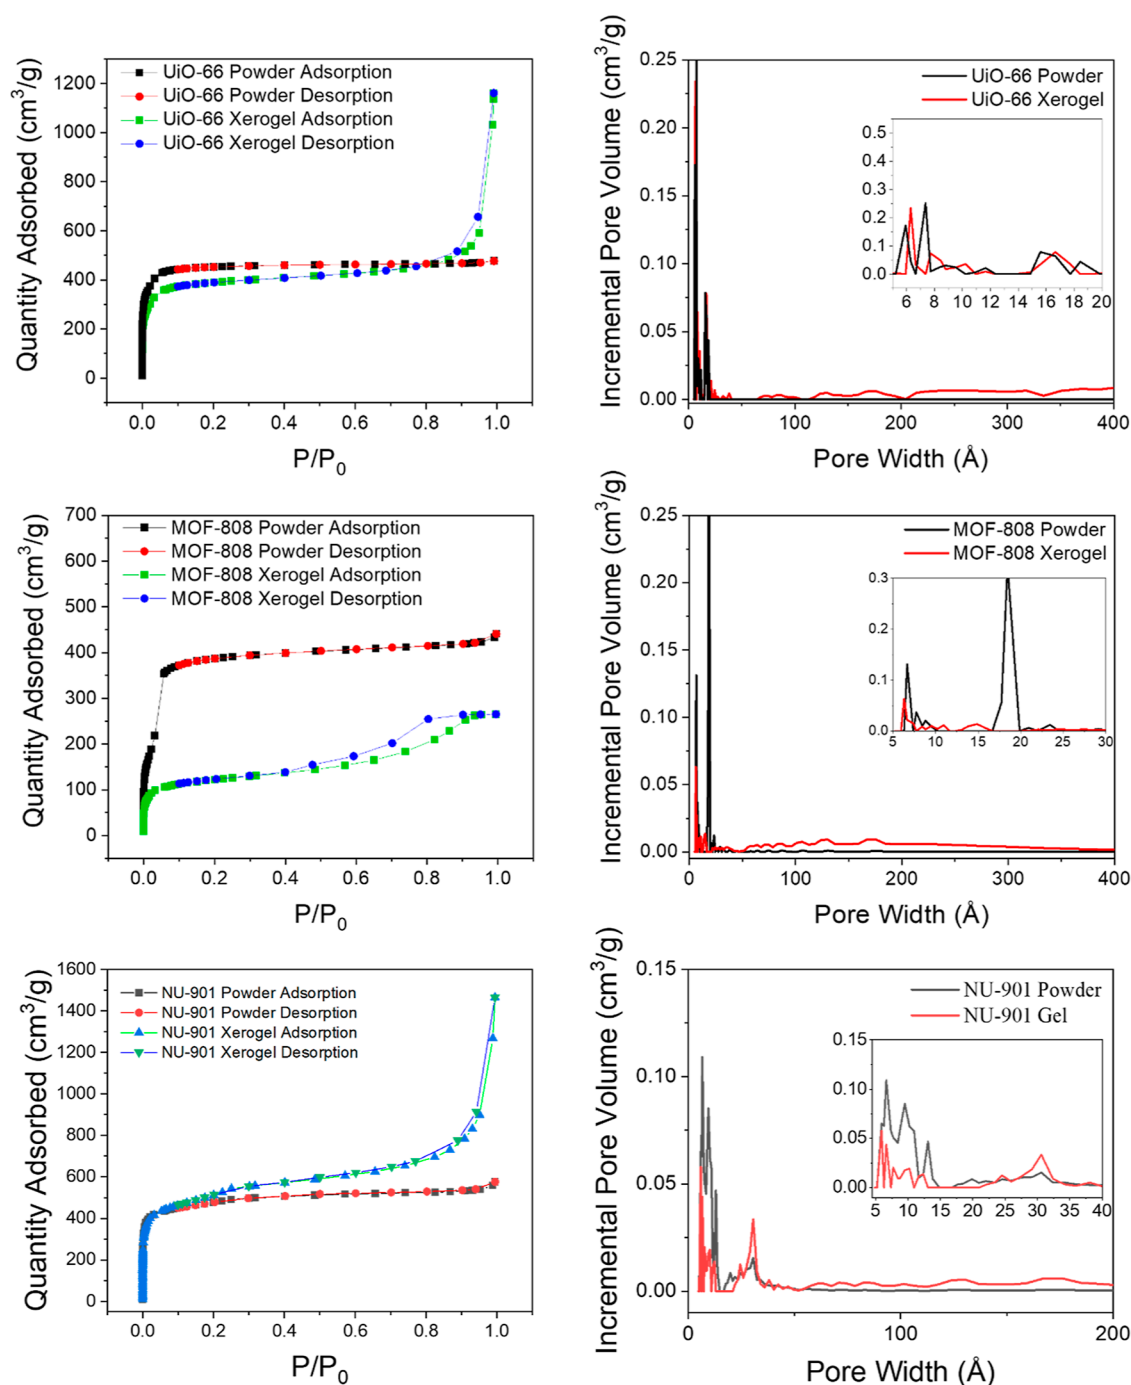 UiO-66 Powder Adsorption
UiO-66 Powder Desorption
UiO-66 Xerogel Adsorption
UiO-66 Xerogel Desorption
Quantity Adsorbed (cm³/g)
1200
1000
800
600
400
200
0
0.0 0.2 0.4 0.6 0.8 1.0
P/P₀
UiO-66 Powder
UiO-66 Xerogel
Incremental Pore Volume (cm³/g)
0.25
0.20
0.15
0.10
0.05
0.00
0 100 200 300 400
Pore Width (Å)
0.5
0.4
0.3
0.2
0.1
0.0
6 8 10 12 14 16 18 20
MOF-808 Powder Adsorption
MOF-808 Powder Desorption
MOF-808 Xerogel Adsorption
MOF-808 Xerogel Desorption
Quantity Adsorbed (cm³/g)
700
600
500
400
300
200
100
0
0.0 0.2 0.4 0.6 0.8 1.0
P/P₀
MOF-808 Powder
MOF-808 Xerogel
Incremental Pore Volume (cm³/g)
0.25
0.20
0.15
0.10
0.05
0.00
0 100 200 300 400
Pore Width (Å)
0.3
0.2
0.1
0.0
5 10 15 20 25 30
NU-901 Powder Adsorption
NU-901 Powder Desorption
NU-901 Xerogel Adsorption
NU-901 Xerogel Desorption
Quantity Adsorbed (cm³/g)
1600
1400
1200
1000
800
600
400
200
0
0.0 0.2 0.4 0.6 0.8 1.0
P/P₀
NU-901 Powder
NU-901 Gel
Incremental Pore Volume (cm³/g)
0.15
0.10
0.05
0.00
0 100 200
Pore Width (Å)
0.15
0.10
0.05
0.00
5 10 15 20 25 30 35 40